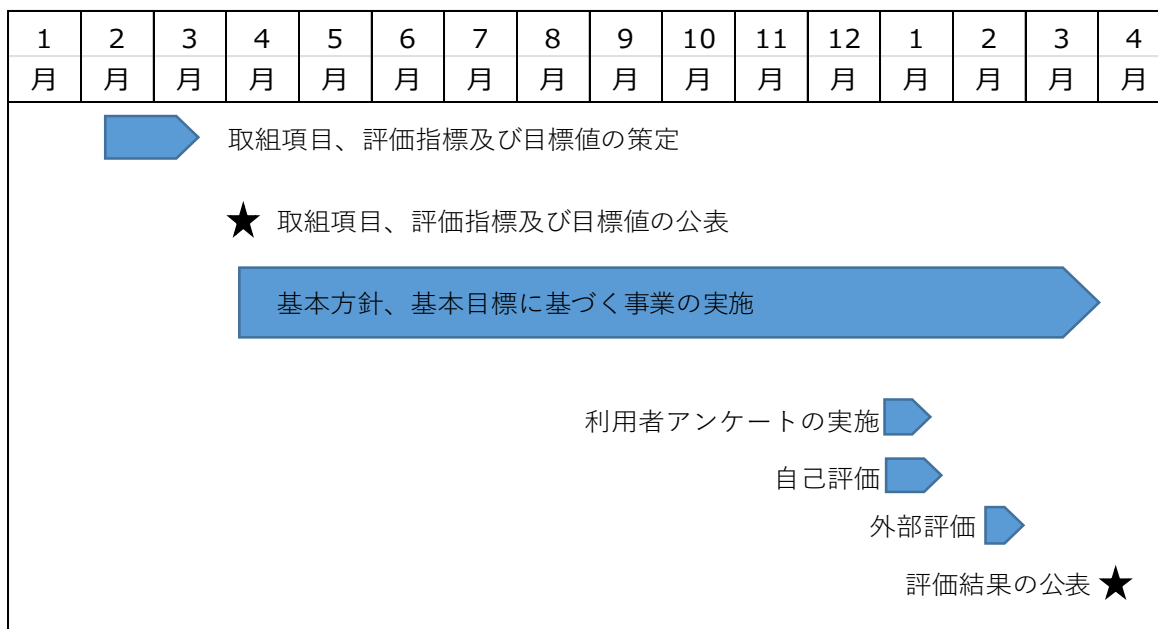 1 2 3 4 5 6 7 8 9 10 11 12 1 2 3 4
月 月 月 月 月 月 月 月 月 月 月 月 月 月 月 月
取組項目、評価指標及び目標値の策定
★ 取組項目、評価指標及び目標値の公表
基本方針、基本目標に基づく事業の実施
利用者アンケートの実施
自己評価
外部評価
評価結果の公表 ★